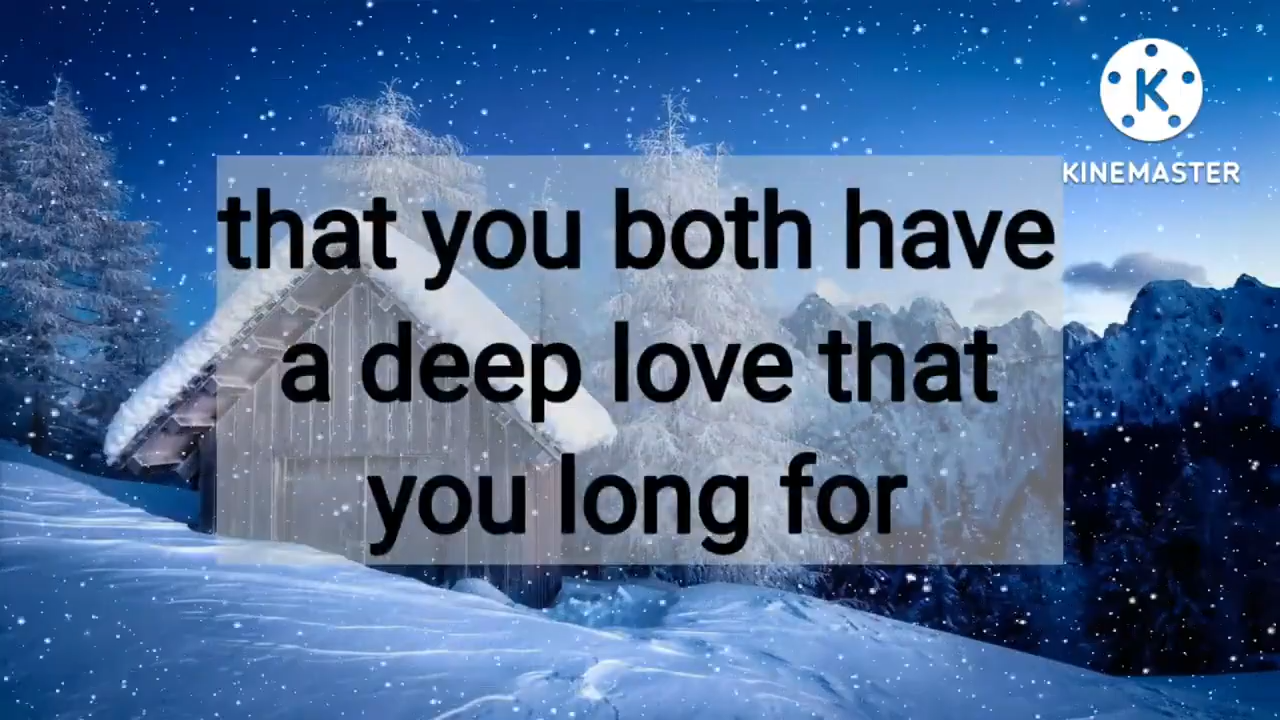 K
KINEMASTER
that you both have
a deep love that
you long for